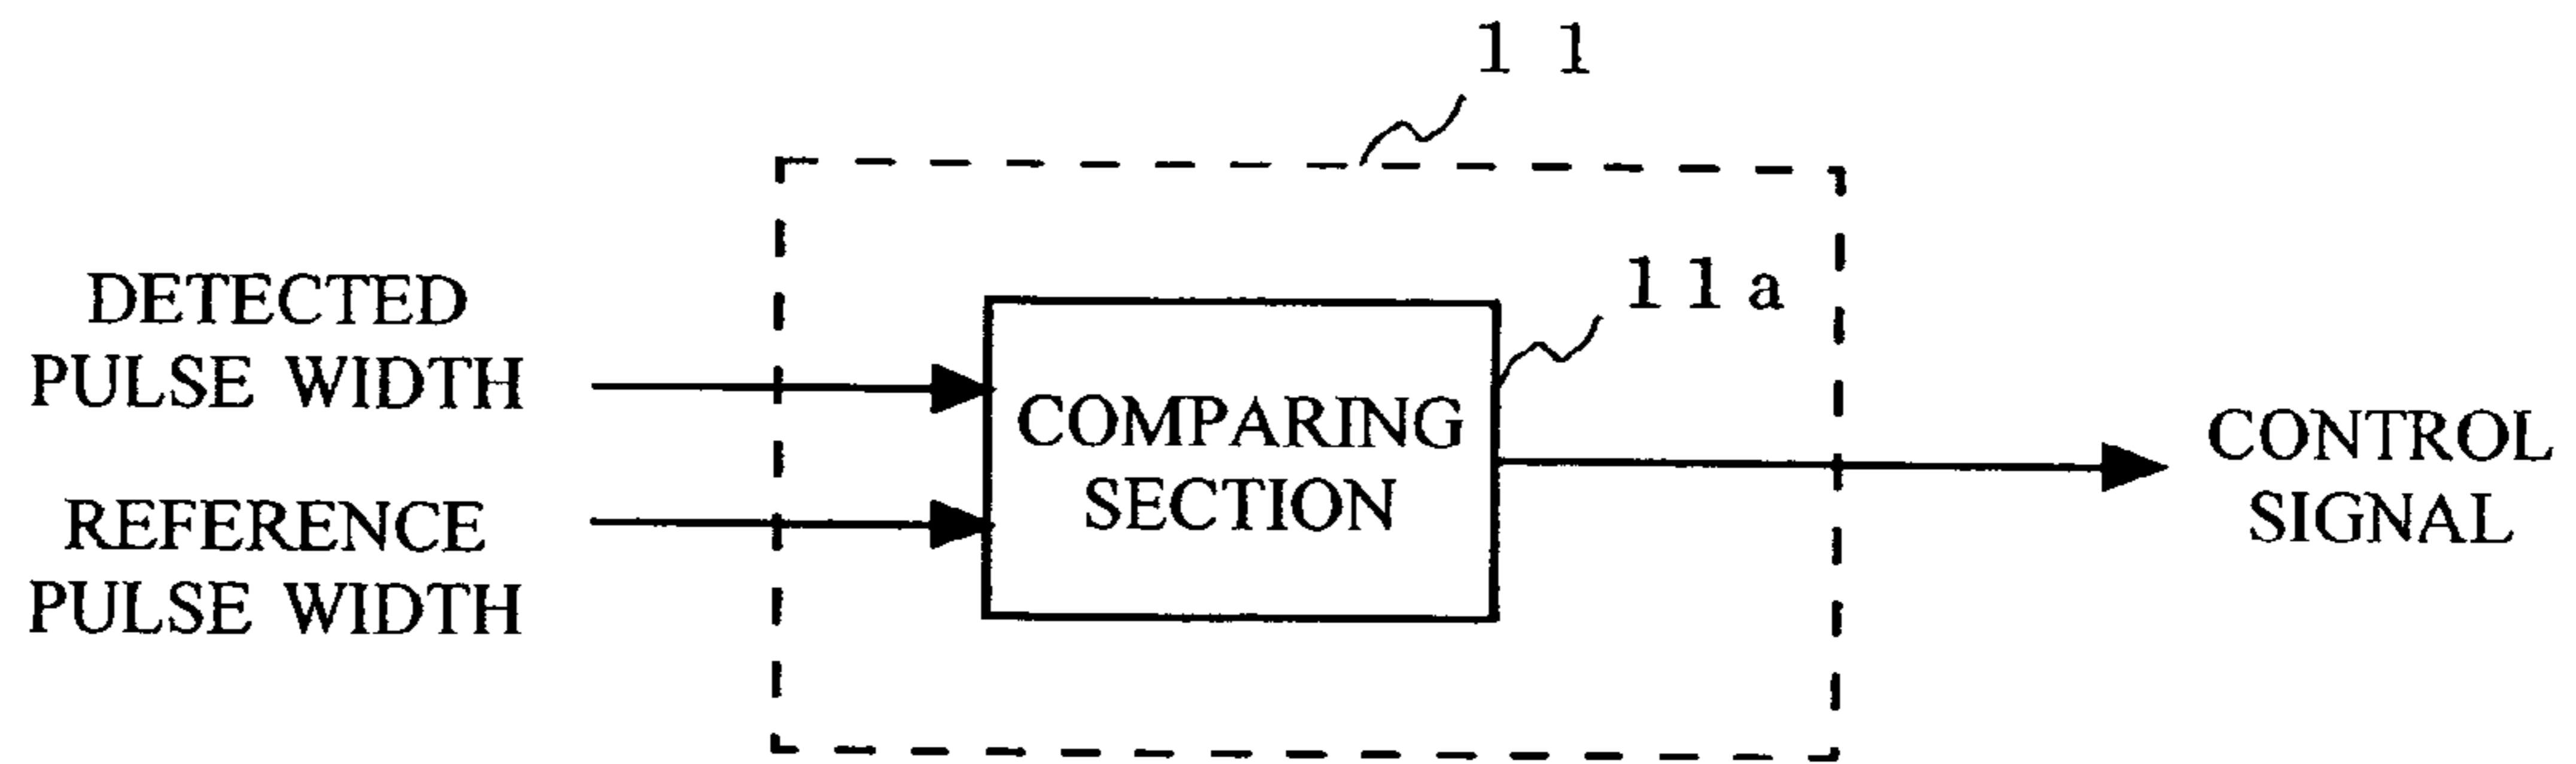 1 1
1 1 a
DETECTED
PULSE WIDTH
COMPARING
SECTION
REFERENCE
PULSE WIDTH
CONTROL
SIGNAL